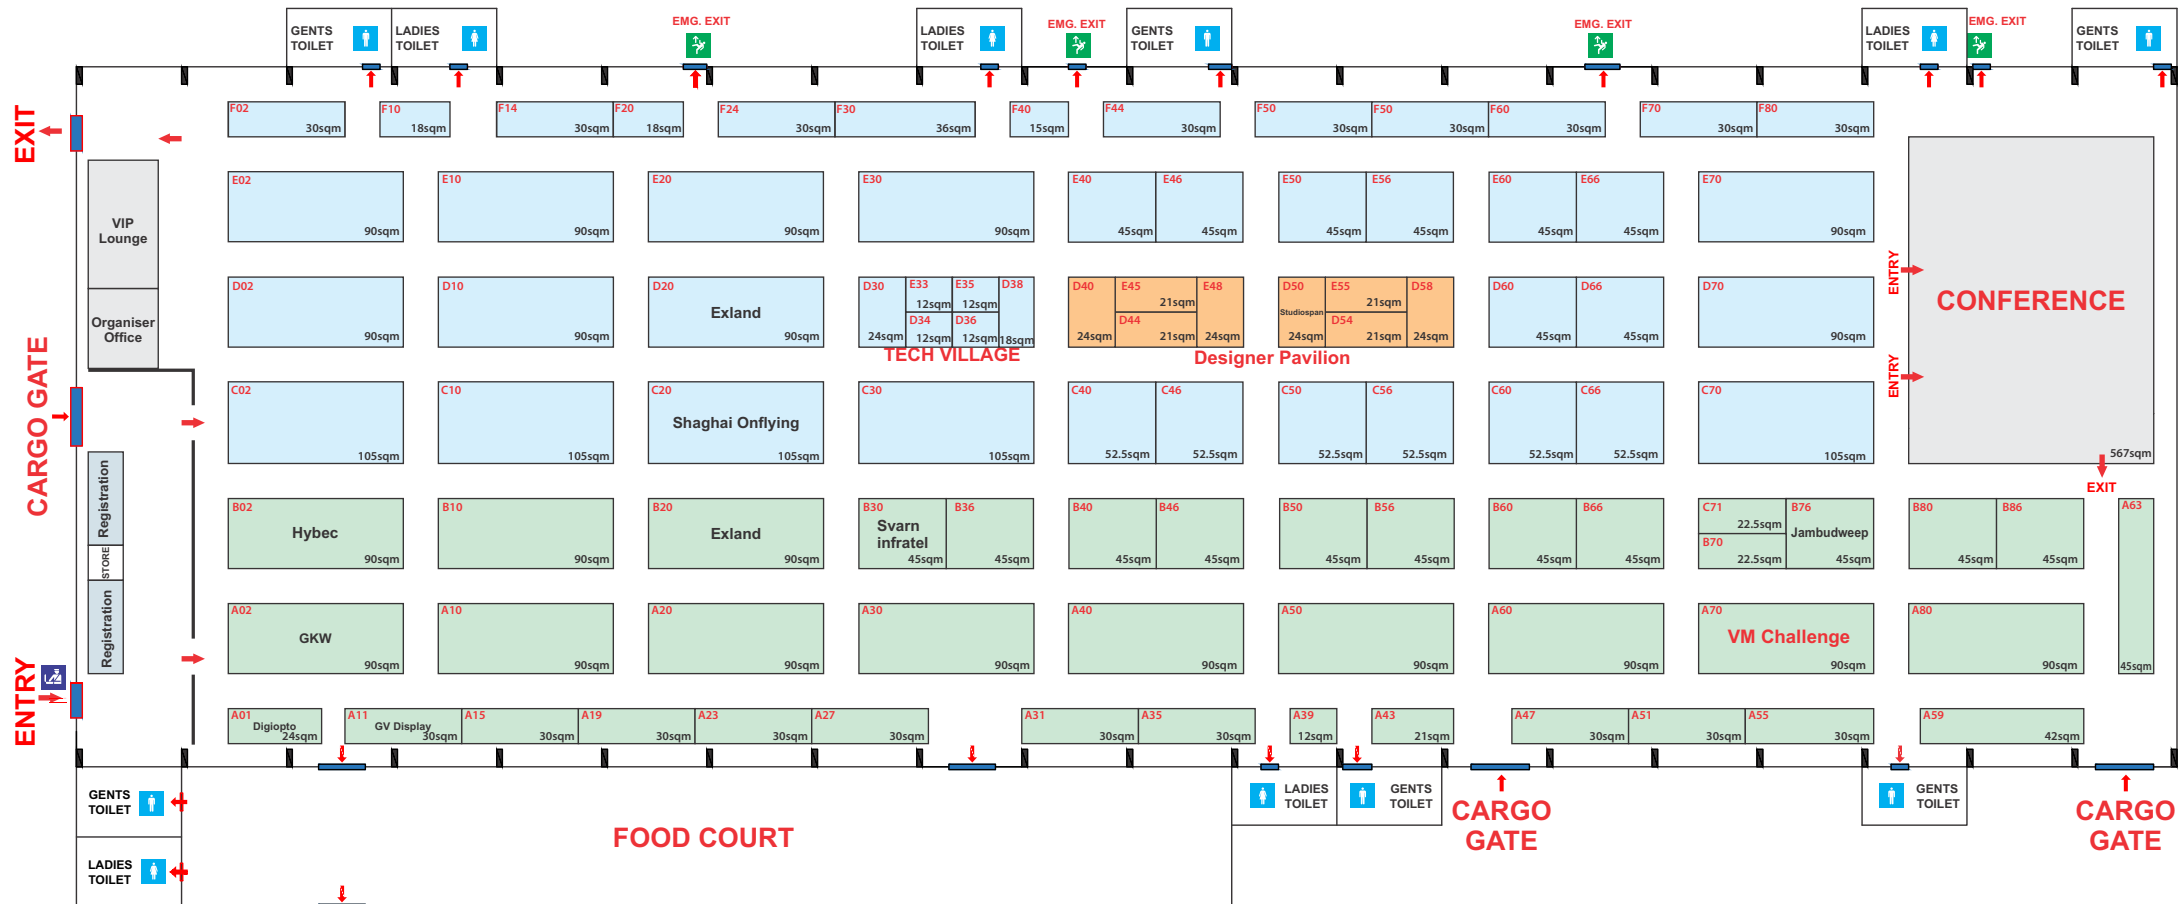 GENTS
TOILET
LADIES
TOILET
EMG. EXIT
LADIES
TOILET
EMG. EXIT
GENTS
TOILET
EMG. EXIT
LADIES
TOILET
EMG. EXIT
GENTS
TOILET
EXIT
F02
30sqm
F10
18sqm
F14
30sqm
F20
18sqm
F24
30sqm
F30
36sqm
F40
15sqm
F44
30sqm
F50
30sqm
F50
30sqm
F60
30sqm
F70
30sqm
F80
30sqm
VIP
Lounge
E02
90sqm
E10
90sqm
E20
90sqm
E30
90sqm
E40
45sqm
E46
45sqm
E50
45sqm
E56
45sqm
E60
45sqm
E66
45sqm
E70
90sqm
Organiser
Office
D02
90sqm
D10
90sqm
D20
Exland
90sqm
D30
24sqm
E33
12sqm
E35
12sqm
D34
12sqm
D36
12sqm
D38
18sqm
TECH VILLAGE
D40
24sqm
E45
21sqm
D44
21sqm
E48
24sqm
Designer Pavilion
D50
Studiospan
24sqm
E55
21sqm
D54
21sqm
D58
24sqm
D60
45sqm
D66
45sqm
D70
90sqm
ENTRY
ENTRY
CONFERENCE
567sqm
EXIT
CARGO GATE
C02
105sqm
C10
105sqm
C20
Shaghai Onflying
105sqm
C30
105sqm
C40
52.5sqm
C46
52.5sqm
C50
52.5sqm
C56
52.5sqm
C60
52.5sqm
C66
52.5sqm
C70
105sqm
Registration
STORE
Registration
B02
Hybec
90sqm
B10
90sqm
B20
Exland
90sqm
B30
Svarn
infratel
45sqm
B36
45sqm
B40
45sqm
B46
45sqm
B50
45sqm
B56
45sqm
B60
45sqm
B66
45sqm
C71
22.5sqm
B70
22.5sqm
B76
Jambudweep
45sqm
B80
45sqm
B86
45sqm
A63
45sqm
ENTRY
A02
GKW
90sqm
A10
90sqm
A20
90sqm
A30
90sqm
A40
90sqm
A50
90sqm
A60
90sqm
A70
VM Challenge
90sqm
A80
90sqm
A01
Digiopto
24sqm
A11
GV Display
30sqm
A15
30sqm
A19
30sqm
A23
30sqm
A27
30sqm
A31
30sqm
A35
30sqm
A39
12sqm
A43
21sqm
A47
30sqm
A51
30sqm
A55
30sqm
A59
42sqm
GENTS
TOILET
LADIES
TOILET
FOOD COURT
LADIES
TOILET
GENTS
TOILET
CARGO
GATE
GENTS
TOILET
CARGO
GATE